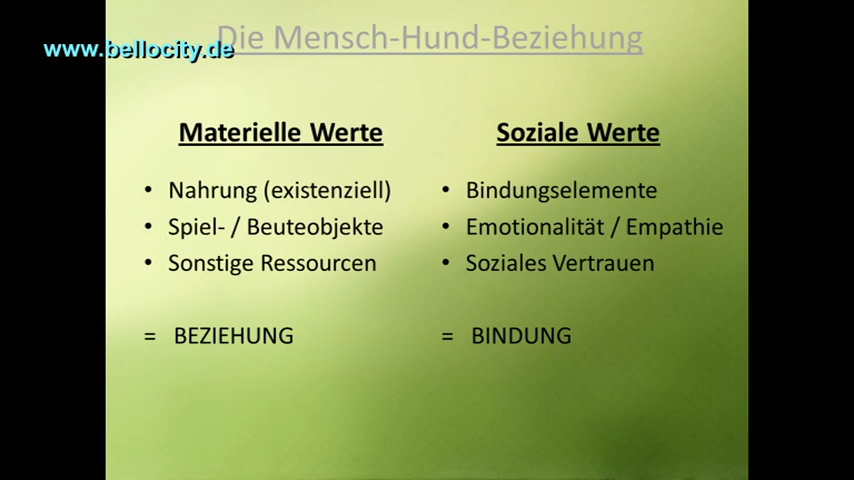 Die Mensch-Hund-Beziehung
www.bellocity.de
Materielle Werte
• Nahrung (existenziell)
• Spiel- / Beuteobjekte
• Sonstige Ressourcen
= BEZIEHUNG
Soziale Werte
• Bindungselemente
• Emotionalität / Empathie
• Soziales Vertrauen
= BINDUNG